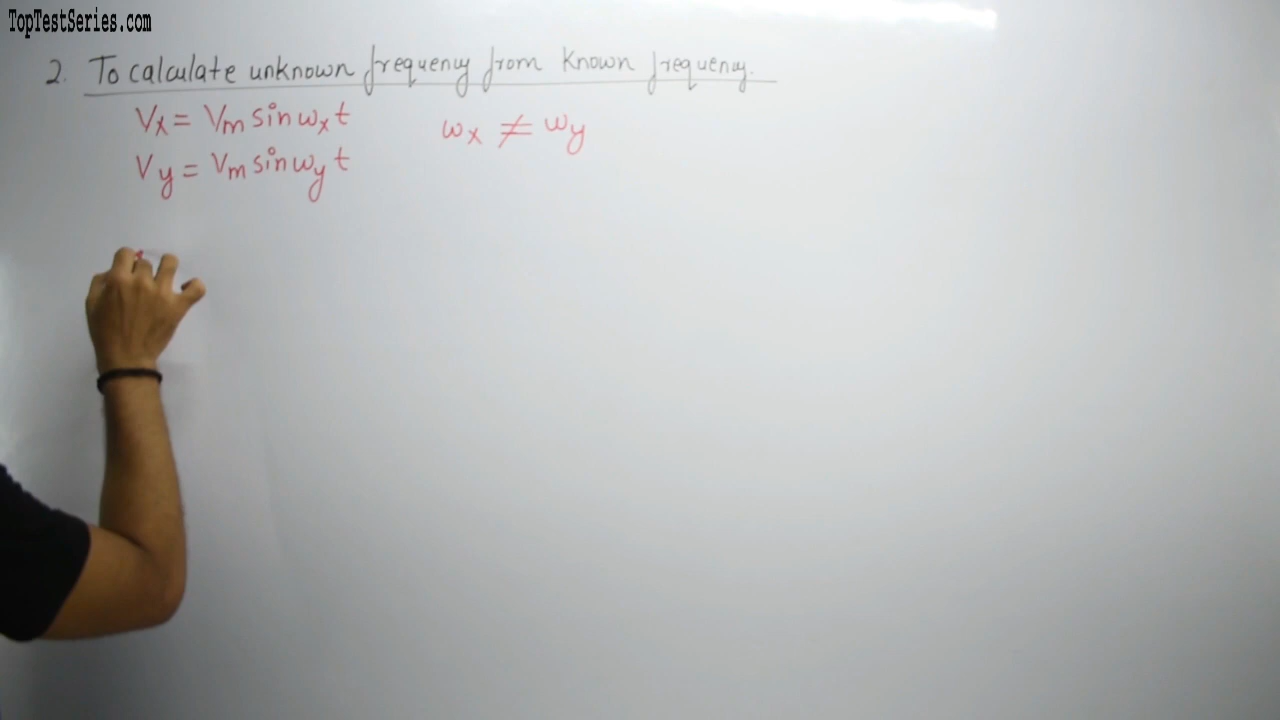 TopTestSeries.com
2. To calculate unknown frequency from known frequency.
Vx = Vm sin ωx t ωx ≠ ωy
Vy = Vm sin ωy t